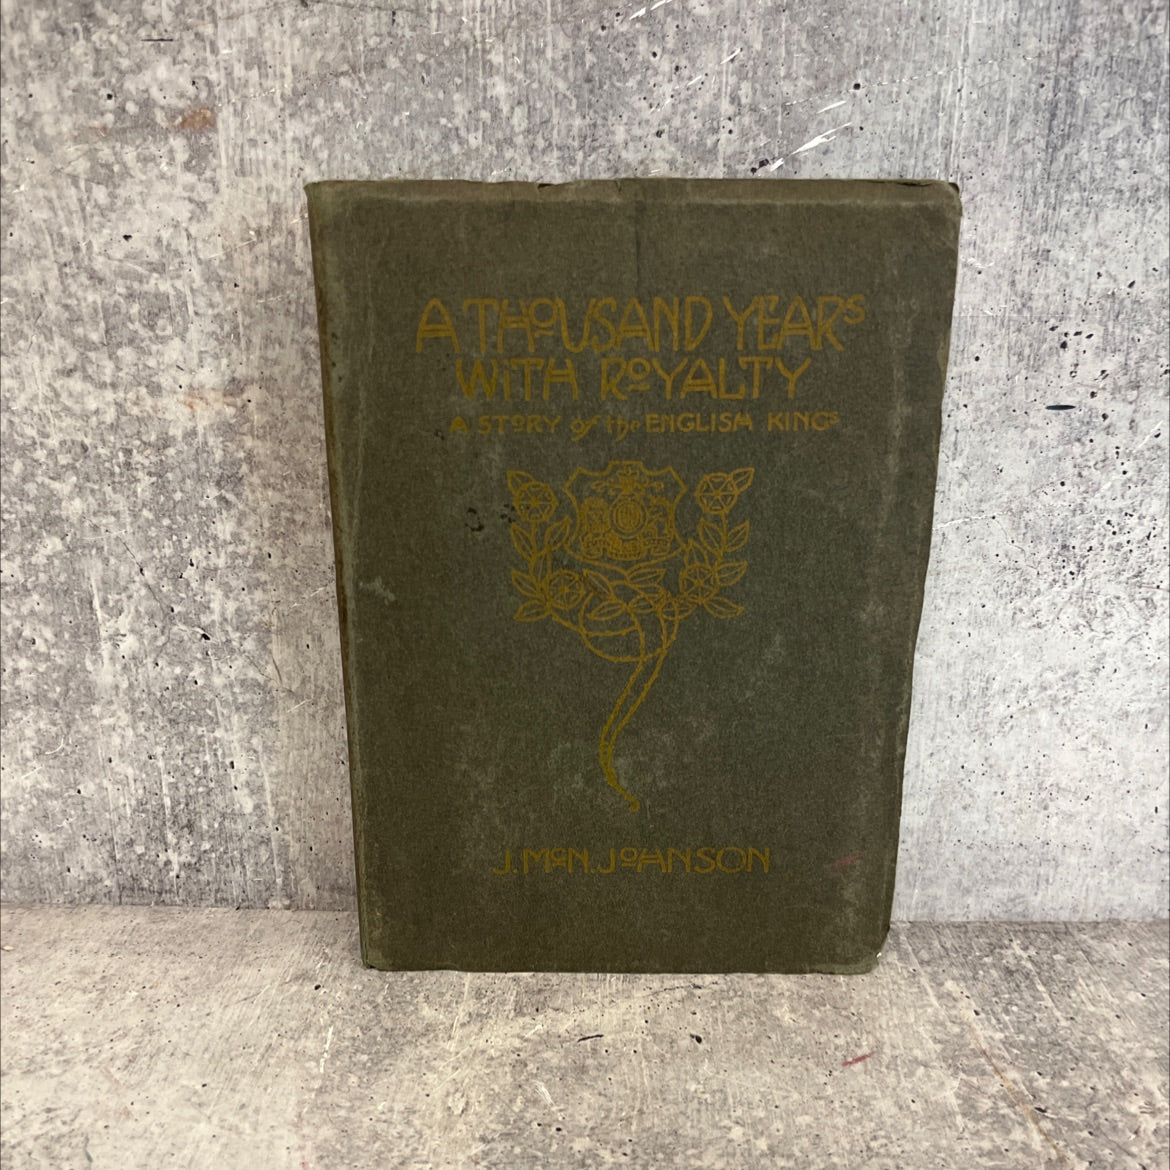 A THOUSAND YEARS
WITH ROYALTY
A STORY of the ENGLISH KINGS
J. McN. JOHNSON